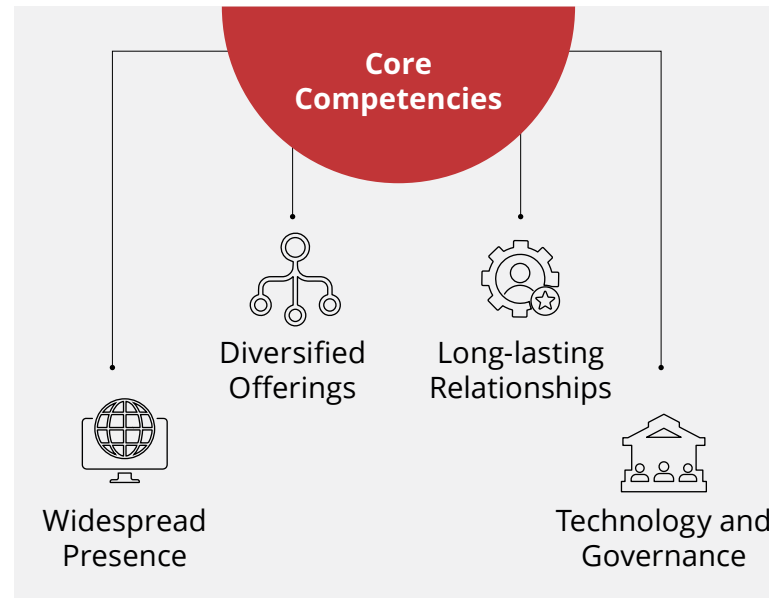 Core
Competencies
Diversified
Offerings
Long-lasting
Relationships
Widespread
Presence
Technology and
Governance